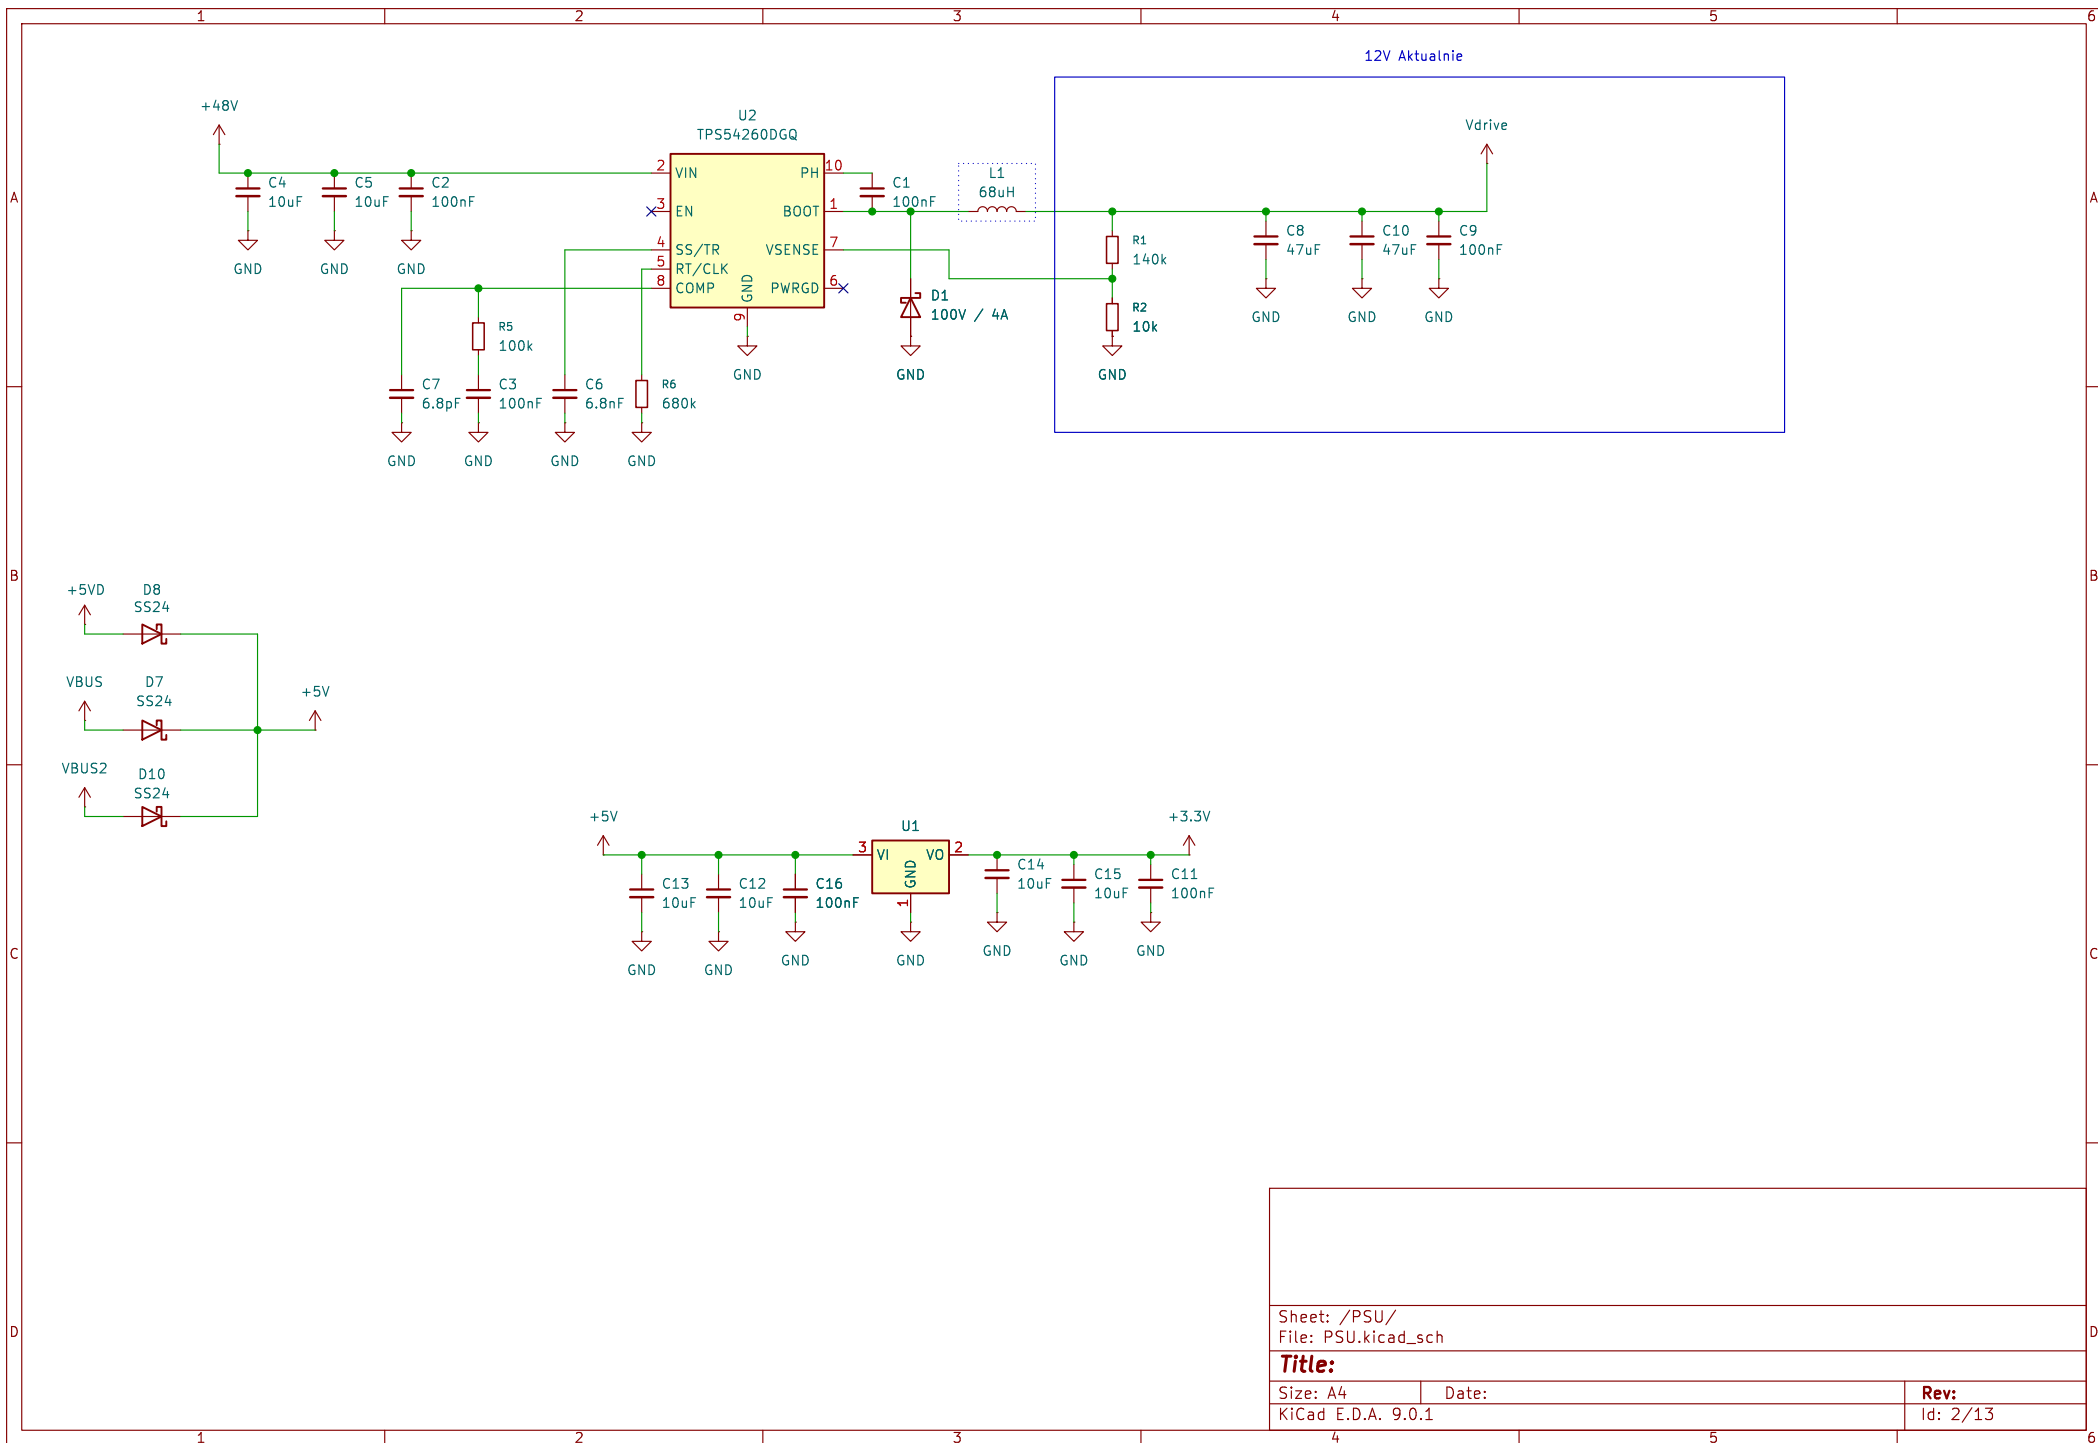 1 2 3 4 5 6
12V Aktualnie
+48V
U2
TPS54260DGQ
Vdrive
A
A
2 VIN
PH 10
C4
10uF
C5
10uF
C2
100nF
C1
100nF
L1
68uH
3 EN
BOOT 1
4 SS/TR
VSENSE 7
5 RT/CLK
8 COMP
PWRGD 6
GND
9
R1
140k
C8
47uF
C10
47uF
C9
100nF
GND
GND
GND
D1
100V / 4A
R2
10k
GND
GND
GND
R5
100k
GND
GND
GND
C7
6.8pF
C3
100nF
C6
6.8nF
R6
680k
GND
GND
GND
GND
B
B
+5VD
D8
SS24
VBUS
D7
SS24
+5V
VBUS2
D10
SS24
+5V
U1
+3.3V
3 VI
VO 2
GND
1
C13
10uF
C12
10uF
C16
100nF
C14
10uF
C15
10uF
C11
100nF
GND
GND
GND
GND
GND
GND
GND
C
C
Sheet: /PSU/
File: PSU.kicad_sch
Title:
Size: A4
Date:
Rev:
KiCad E.D.A. 9.0.1
Id: 2/13
D
D
1 2 3 4 5 6